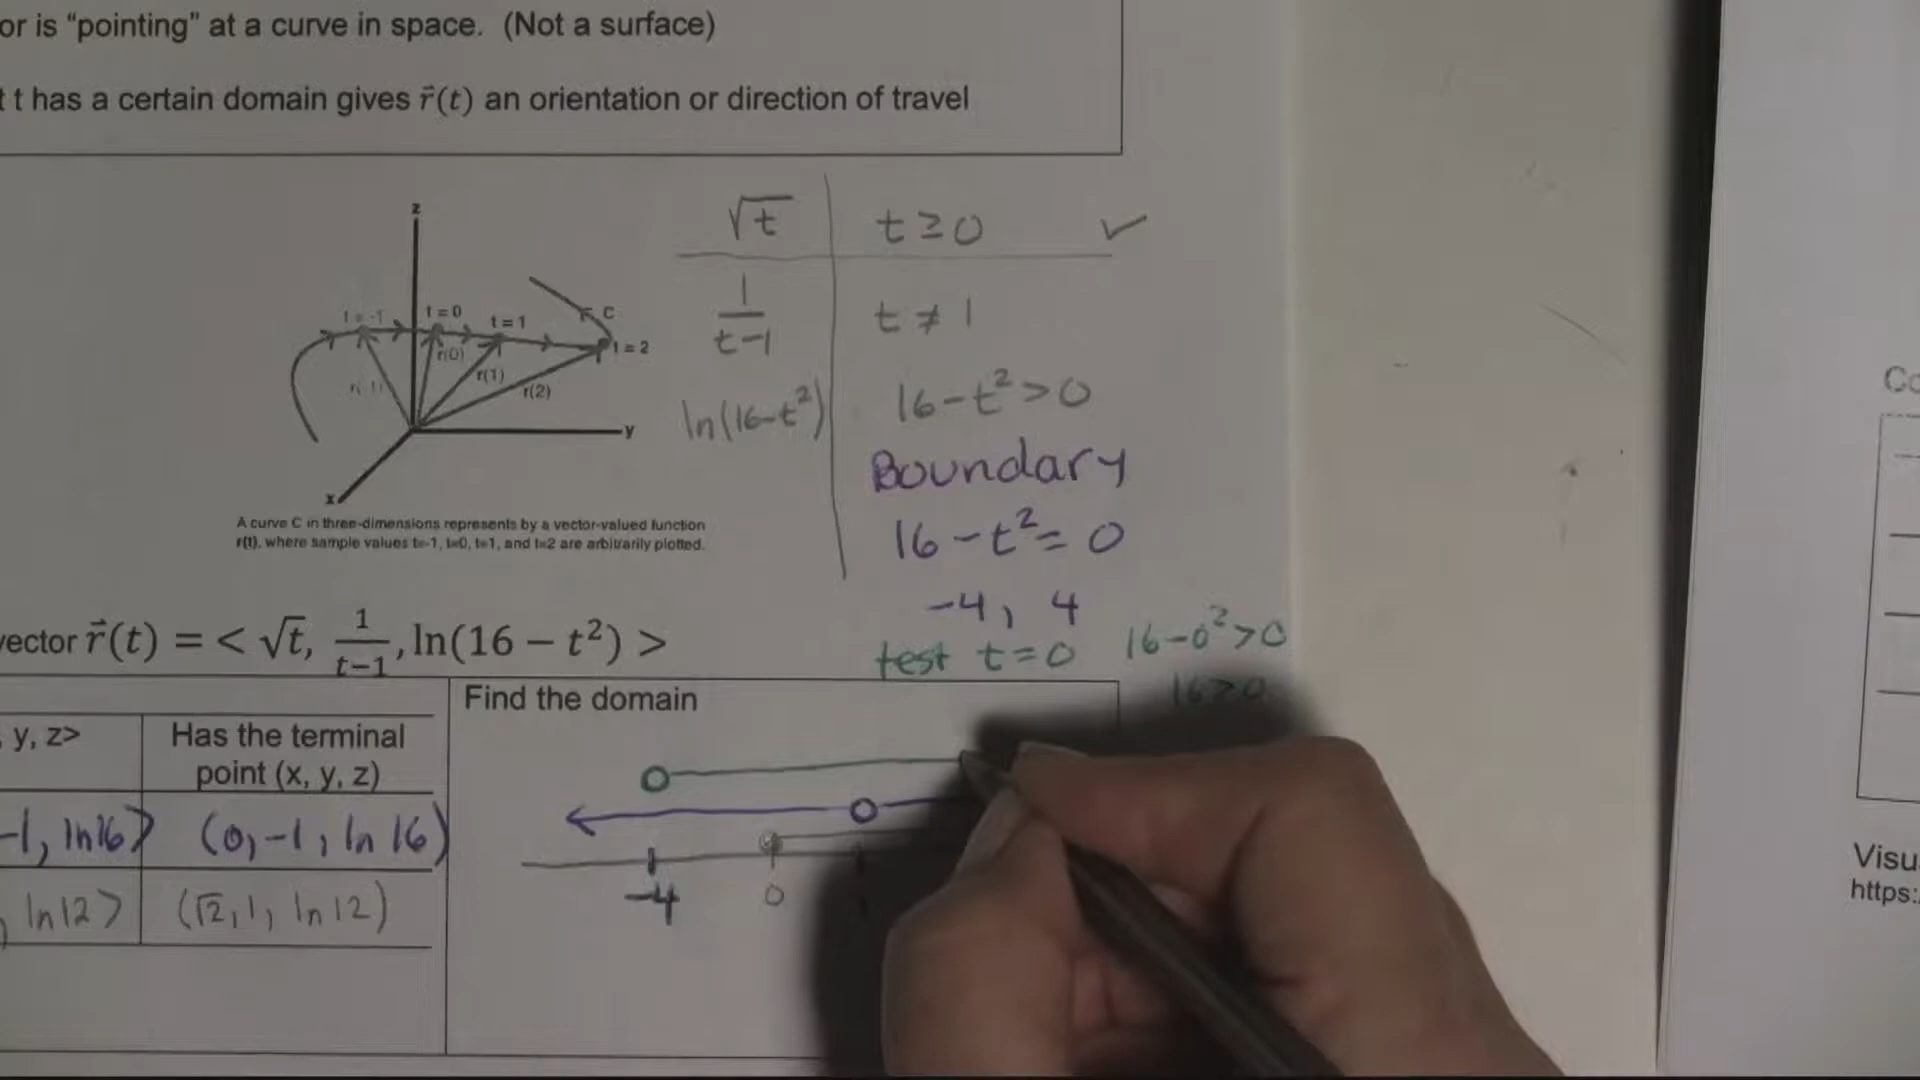 or is “pointing” at a curve in space. (Not a surface)
t t has a certain domain gives r⃗(t) an orientation or direction of travel
z
t = -1
t = 0
t = 1
C
t = 2
r(0)
r(1)
r(-1)
r(2)
y
x
A curve C in three-dimensions represents by a vector-valued function
r(t), where sample values t=-1, t=0, t=1, and t=2 are arbitrarily plotted.
√t t ≥ 0 ✓
1/(t-1) t ≠ 1
ln(16-t²) 16-t² > 0
Boundary
16-t² = 0
-4, 4
test t=0 16-0²>0
16>0
vector r⃗(t) = < √t, 1/(t−1), ln(16 − t²) >
Find the domain
y, z> Has the terminal
point (x, y, z)
-1, ln16> (0, -1, ln 16)
, ln12> (√2, 1, ln 12)
-4 0
Co
Visu
https: